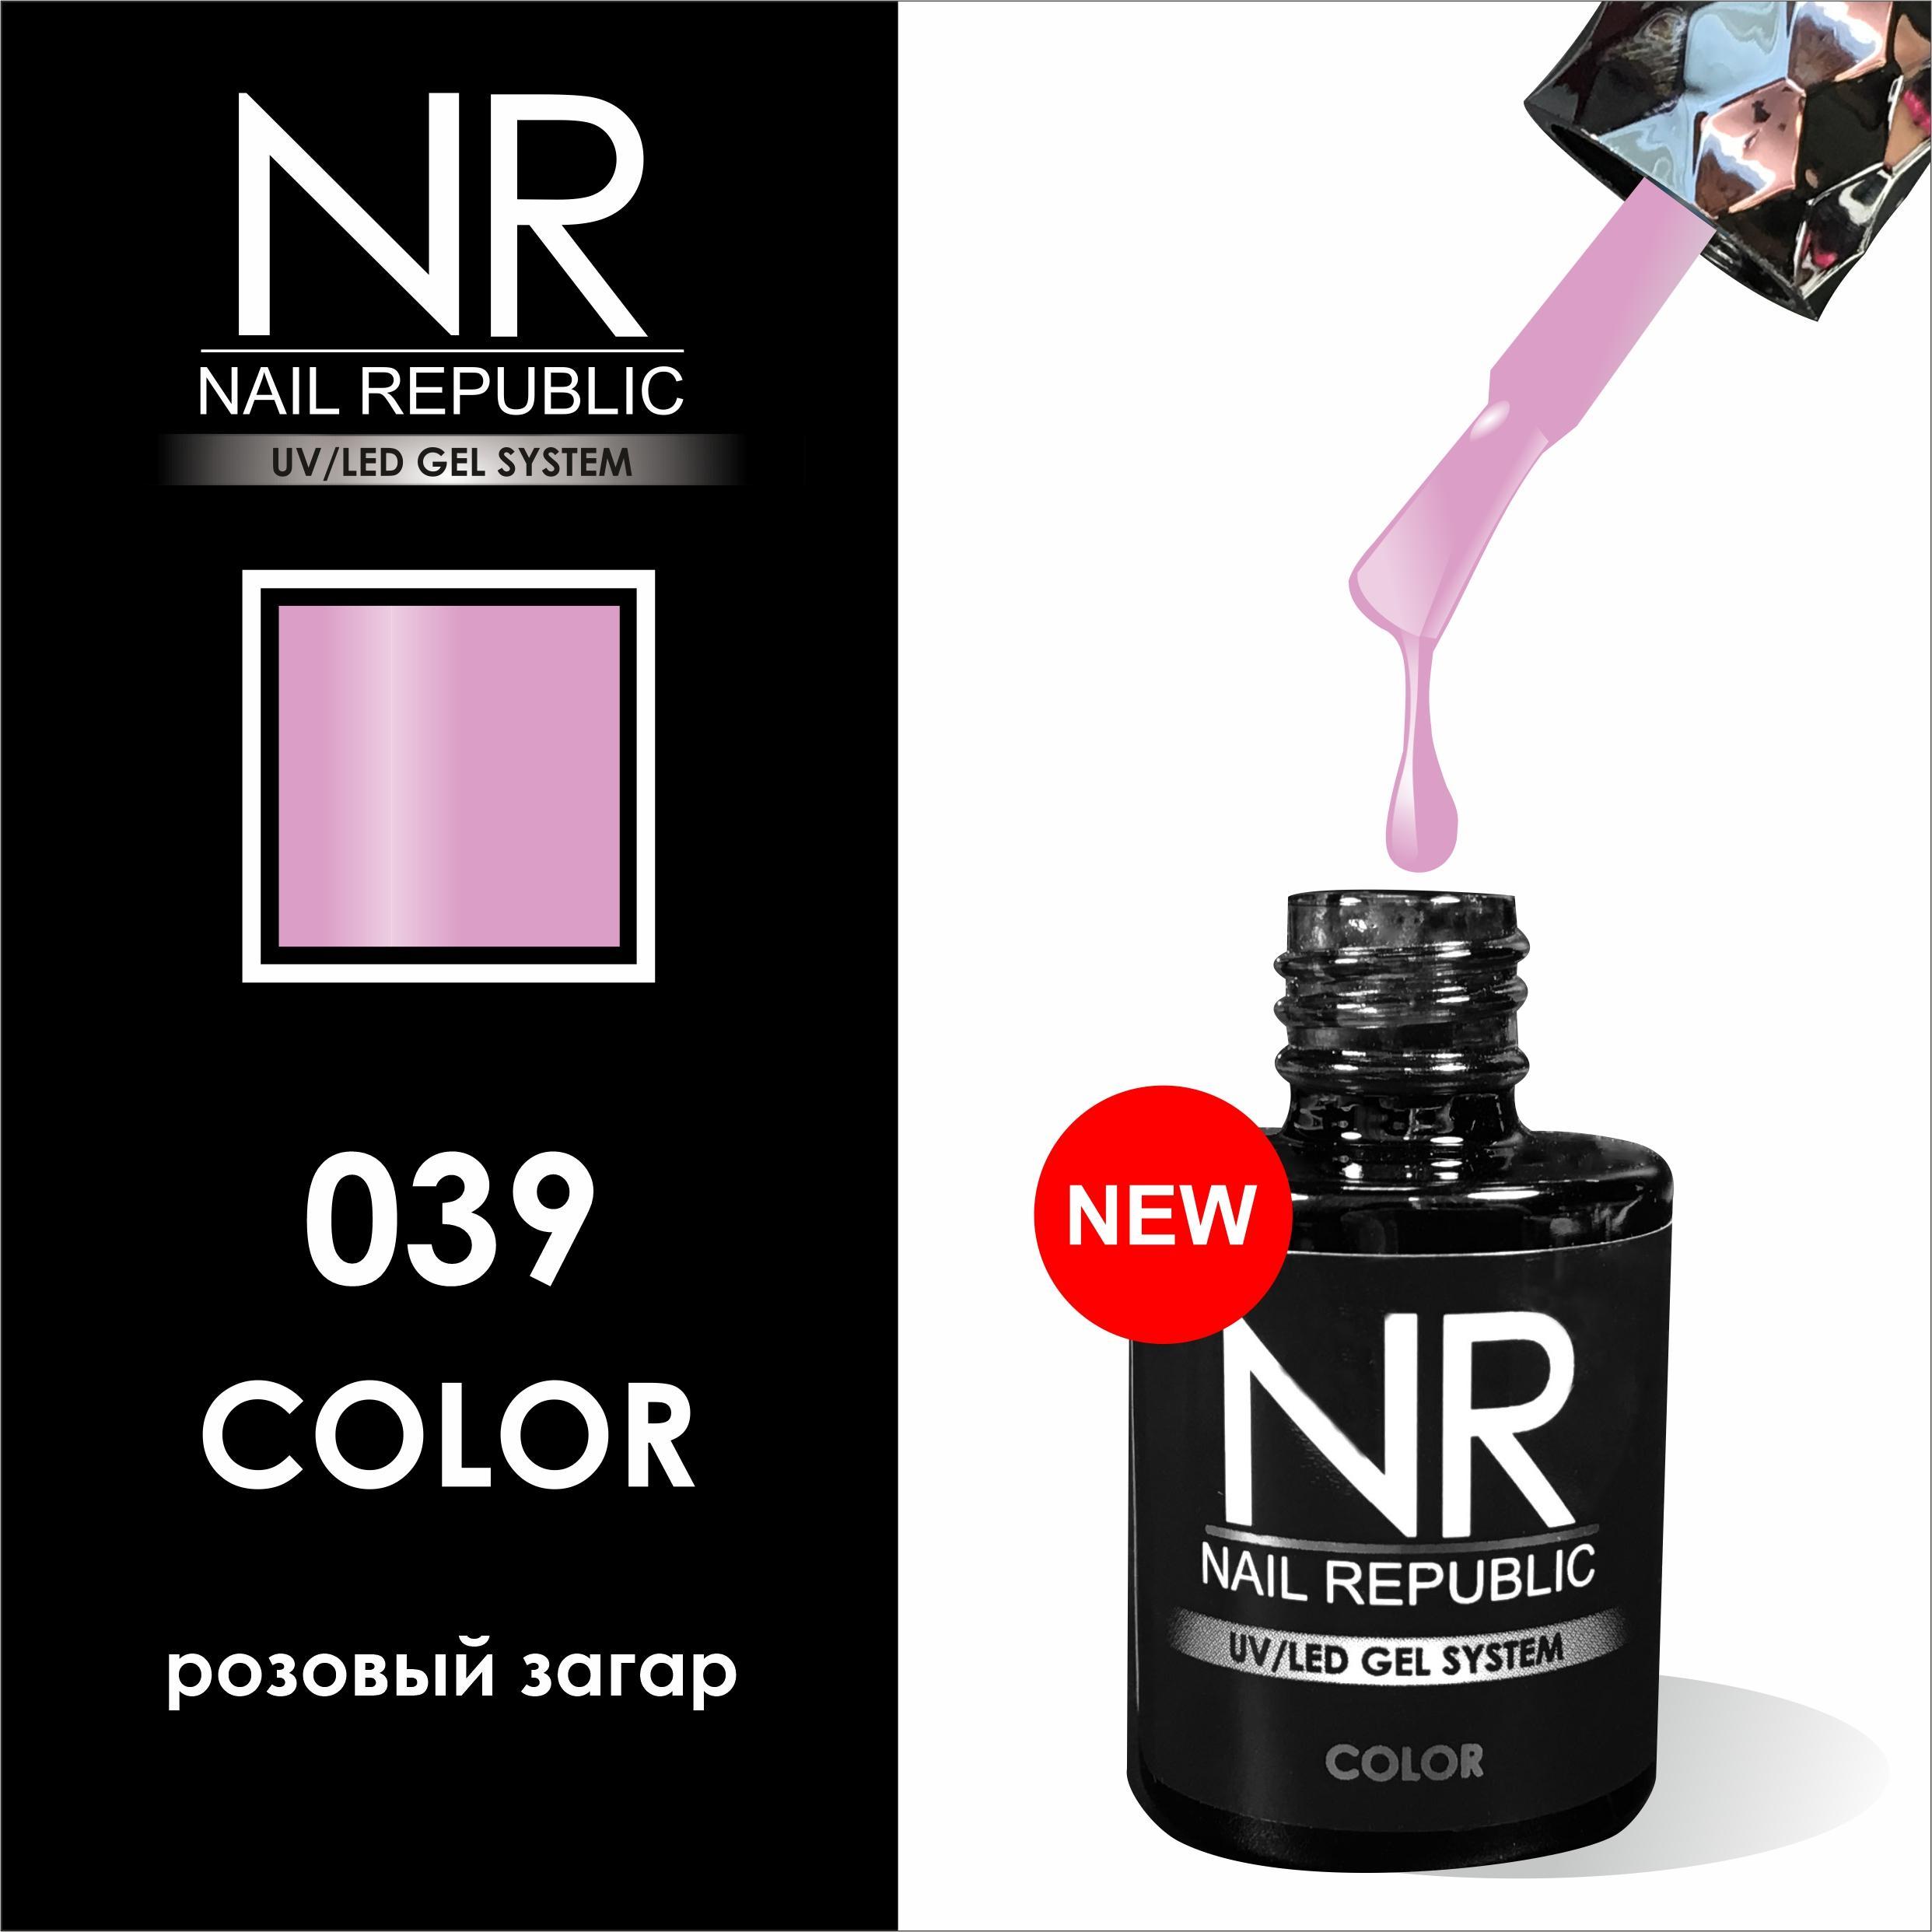 NR
NAIL REPUBLIC
UV/LED GEL SYSTEM
039
COLOR
розовый загар
NEW
NR
NAIL REPUBLIC
UV/LED GEL SYSTEM
COLOR